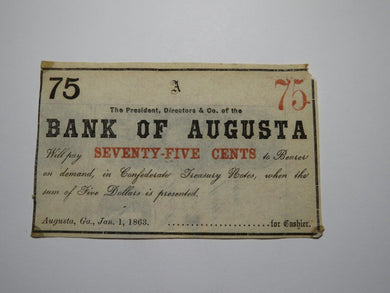 75 A 75
The President, Directors & Co. of the
BANK OF AUGUSTA
Will pay SEVENTY-FIVE CENTS to Bearer
on demand, in Confederate Treasury Notes, when the
sum of Five Dollars is presented.
Augusta, Ga., Jan. 1, 1863. ........................for Cashier.